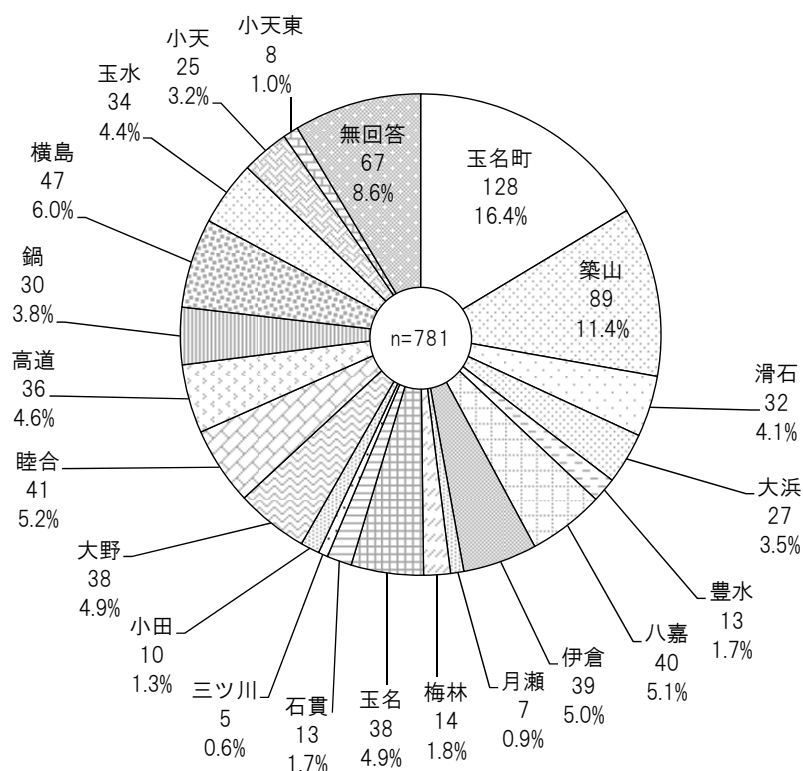 玉名町
128
16.4%
築山
89
11.4%
滑石
32
4.1%
大浜
27
3.5%
豊水
13
1.7%
八嘉
40
5.1%
伊倉
39
5.0%
月瀬
7
0.9%
梅林
14
1.8%
玉名
38
4.9%
石貫
13
1.7%
三ツ川
5
0.6%
小田
10
1.3%
大野
38
4.9%
睦合
41
5.2%
高道
36
4.6%
鍋
30
3.8%
横島
47
6.0%
玉水
34
4.4%
小天
25
3.2%
小天東
8
1.0%
無回答
67
8.6%
n=781